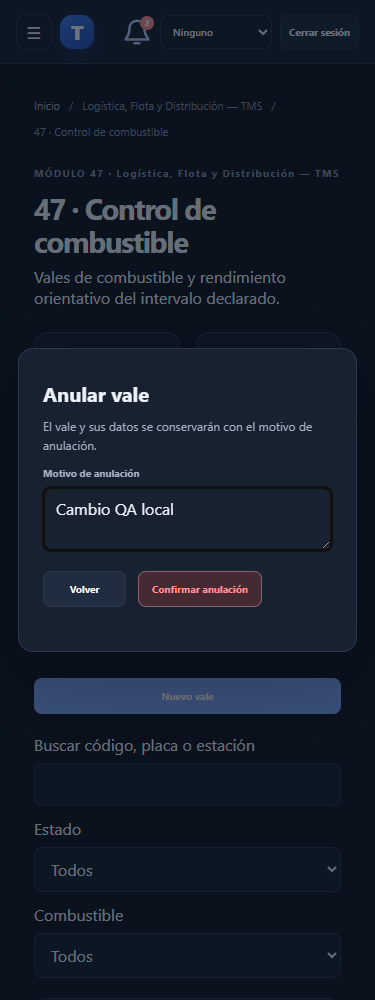 ☰ T 2 Ninguno Cerrar sesión
Inicio / Logística, Flota y Distribución — TMS /
47 · Control de combustible
MÓDULO 47 · Logística, Flota y Distribución — TMS
47 · Control de
combustible
Vales de combustible y rendimiento
orientativo del intervalo declarado.
Anular vale
El vale y sus datos se conservarán con el motivo de
anulación.
Motivo de anulación
Cambio QA local
Volver Confirmar anulación
Nuevo vale
Buscar código, placa o estación
Estado
Todos
Combustible
Todos